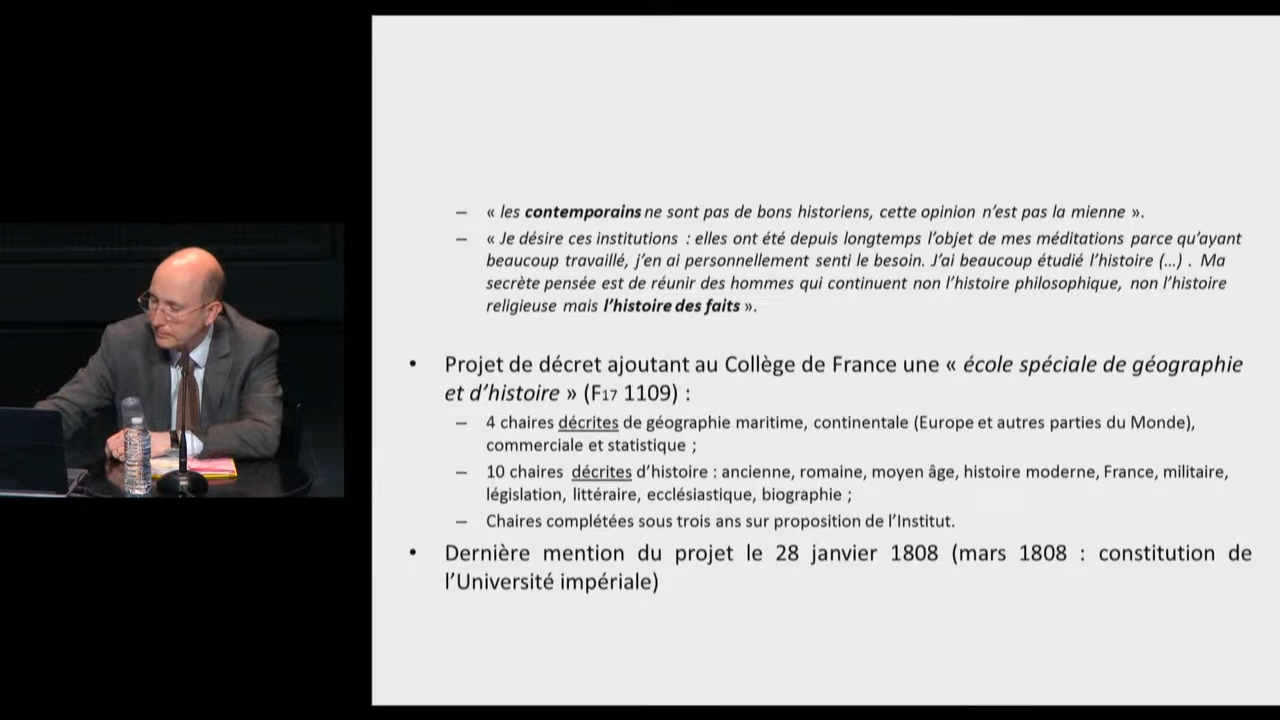 – « les contemporains ne sont pas de bons historiens, cette opinion n’est pas la mienne ».
– « Je désire ces institutions : elles ont été depuis longtemps l’objet de mes méditations parce qu’ayant
beaucoup travaillé, j’en ai personnellement senti le besoin. J’ai beaucoup étudié l’histoire (…) . Ma
secrète pensée est de réunir des hommes qui continuent non l’histoire philosophique, non l’histoire
religieuse mais l’histoire des faits ».
• Projet de décret ajoutant au Collège de France une « école spéciale de géographie
et d’histoire » (F17 1109) :
– 4 chaires décrites de géographie maritime, continentale (Europe et autres parties du Monde),
commerciale et statistique ;
– 10 chaires décrites d’histoire : ancienne, romaine, moyen âge, histoire moderne, France, militaire,
législation, littéraire, ecclésiastique, biographie ;
– Chaires complétées sous trois ans sur proposition de l’Institut.
• Dernière mention du projet le 28 janvier 1808 (mars 1808 : constitution de
l’Université impériale)